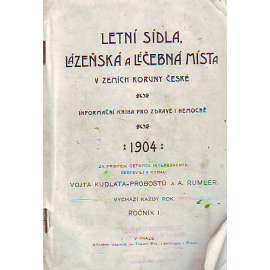 LETNÍ SÍDLA,
LÁZEŇSKÁ A LÉČEBNÁ MÍSTA
V ZEMÍCH KORUNY ČESKÉ
INFORMAČNÍ KNIHA PRO ZDRAVÉ I NEMOCNÉ
: 1904 :
VOJTA KUDLATA-PROBOSTŮ A A. RUMLER.
VYCHÁZÍ KAŽDÝ ROK.
ROČNÍK I.
V PRAZE.